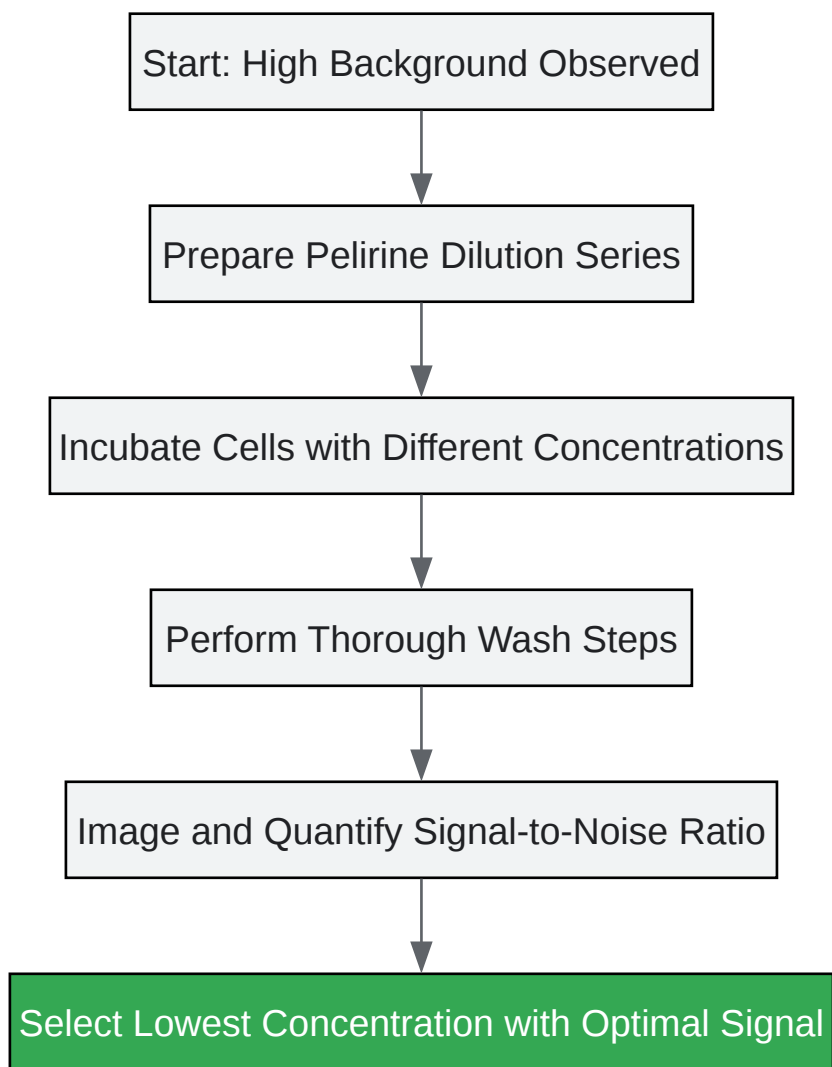 Start: High Background Observed
Prepare Pelirine Dilution Series
Incubate Cells with Different Concentrations
Perform Thorough Wash Steps
Image and Quantify Signal-to-Noise Ratio
Select Lowest Concentration with Optimal Signal